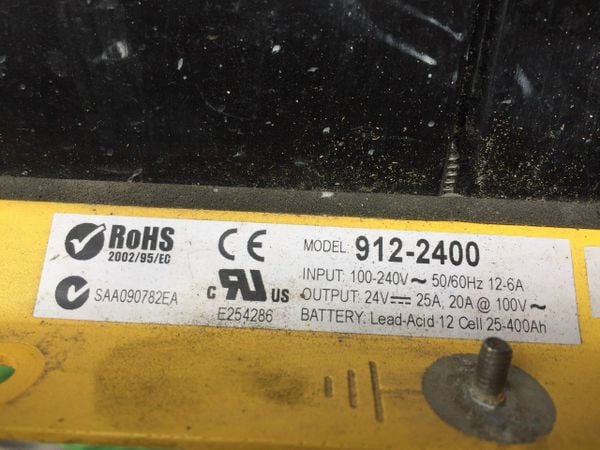 RoHS
2002/95/EC
SAA090782EA
CE
c RU us
E254286
MODEL: 912-2400
INPUT: 100-240V~ 50/60Hz 12-6A
OUTPUT: 24V⎓ 25A, 20A @ 100V~
BATTERY: Lead-Acid 12 Cell 25-400Ah